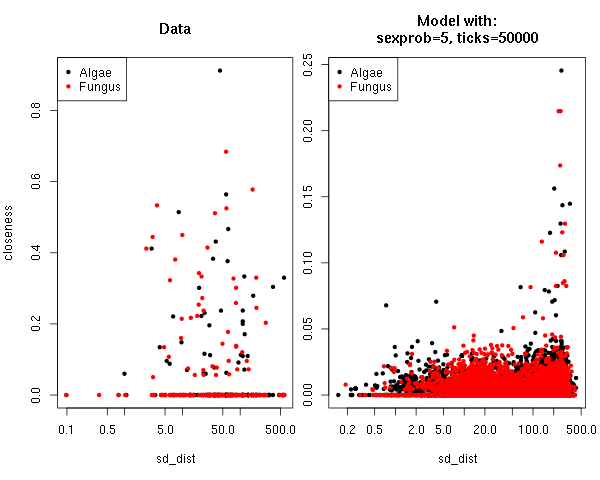 Data
Algae
Fungus
closeness
0.8
0.6
0.4
0.2
0.0
0.1
0.5
5.0
50.0
500.0
sd_dist
Model with:
sexprob=5, ticks=50000
Algae
Fungus
0.25
0.20
0.15
0.10
0.05
0.00
0.2
0.5
5.0
20.0
100.0
500.0
sd_dist